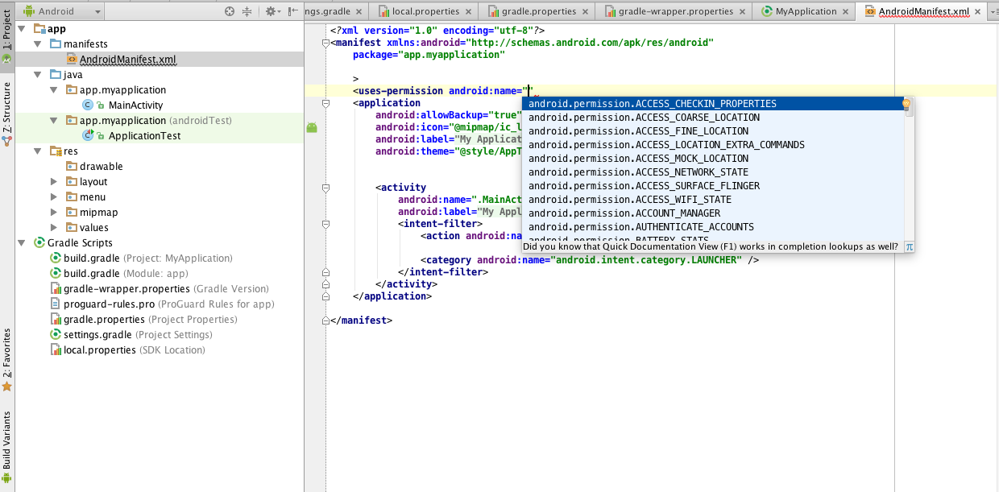 Android
ngs.gradle
local.properties
gradle.properties
gradle-wrapper.properties
MyApplication
AndroidManifest.xml
1: Project
Z: Structure
2: Favorites
Build Variants
app
manifests
AndroidManifest.xml
java
app.myapplication
MainActivity
app.myapplication (androidTest)
ApplicationTest
res
drawable
layout
menu
mipmap
values
Gradle Scripts
build.gradle (Project: MyApplication)
build.gradle (Module: app)
gradle-wrapper.properties (Gradle Version)
proguard-rules.pro (ProGuard Rules for app)
gradle.properties (Project Properties)
settings.gradle (Project Settings)
local.properties (SDK Location)
<?xml version="1.0" encoding="utf-8"?>
<manifest xmlns:android="http://schemas.android.com/apk/res/android"
package="app.myapplication"
>
<uses-permission android:name=""
<application
android:allowBackup="true"
android:icon="@mipmap/ic_l
android:label="My Applicat
android:theme="@style/AppT
<activity
android:name=".MainAct
android:label="My Appl
<intent-filter>
<action android:na
<category android:name="android.intent.category.LAUNCHER" />
</intent-filter>
</activity>
</application>
</manifest>
android.permission.ACCESS_CHECKIN_PROPERTIES
android.permission.ACCESS_COARSE_LOCATION
android.permission.ACCESS_FINE_LOCATION
android.permission.ACCESS_LOCATION_EXTRA_COMMANDS
android.permission.ACCESS_MOCK_LOCATION
android.permission.ACCESS_NETWORK_STATE
android.permission.ACCESS_SURFACE_FLINGER
android.permission.ACCESS_WIFI_STATE
android.permission.ACCOUNT_MANAGER
android.permission.AUTHENTICATE_ACCOUNTS
android.permission.BATTERY_STATS
Did you know that Quick Documentation View (F1) works in completion lookups as well? π